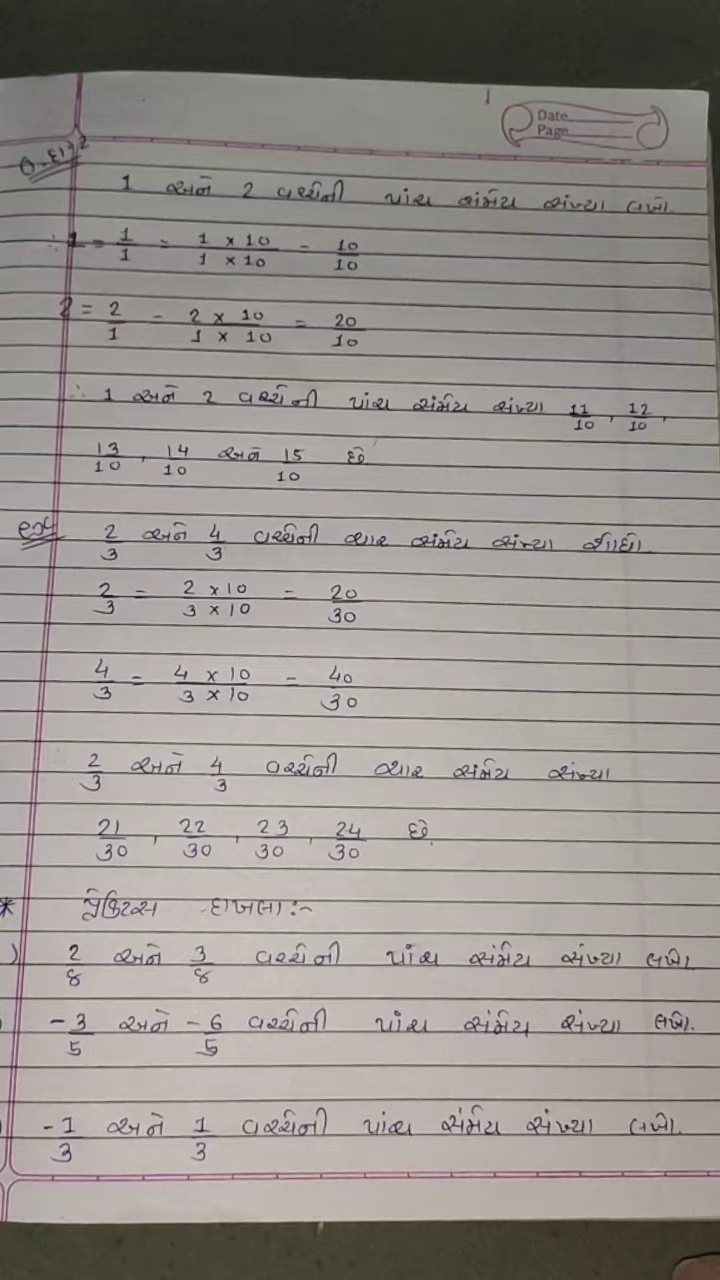 Date
Page
ઉ.દા.૨
1 અને 2 વચ્ચેની પાંચ સંમેય સંખ્યા લખો.
∴ 1 = 1/1 = 1 × 10 / 1 × 10 = 10/10
2 = 2/1 = 2 × 10 / 1 × 10 = 20/10
∴ 1 અને 2 વચ્ચેની પાંચ સંમેય સંખ્યા 11/10 , 12/10 ,
13/10 , 14/10 અને 15/10 છે
2/3 અને 4/3 વચ્ચેની ચાર સંમેય સંખ્યા શોધો.
2/3 = 2 × 10 / 3 × 10 = 20/30
4/3 = 4 × 10 / 3 × 10 = 40/30
2/3 અને 4/3 વચ્ચેની ચાર સંમેય સંખ્યા
21/30 , 22/30 , 23/30 , 24/30 છે.
* પ્રેક્ટિસ દાખલા :-
) 2/8 અને 3/8 વચ્ચેની પાંચ સંમેય સંખ્યા લખો.
-3/5 અને -6/5 વચ્ચેની પાંચ સંમેય સંખ્યા લખો.
-1/3 અને 1/3 વચ્ચેની પાંચ સંમેય સંખ્યા લખો.